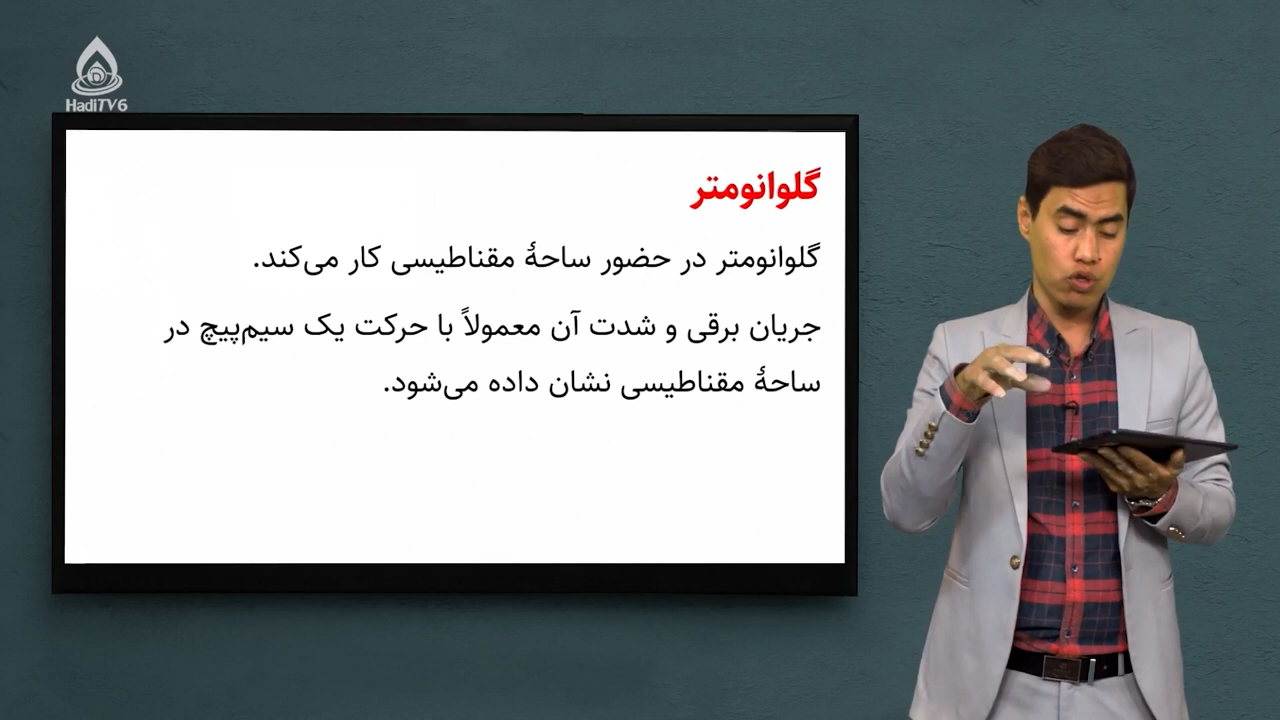 HadiTV6
گلوانومتر
گلوانومتر در حضور ساحهٔ مقناطیسی کار می‌کند.
جریان برقی و شدت آن معمولاً با حرکت یک سیم‌پیچ در
ساحهٔ مقناطیسی نشان داده می‌شود.